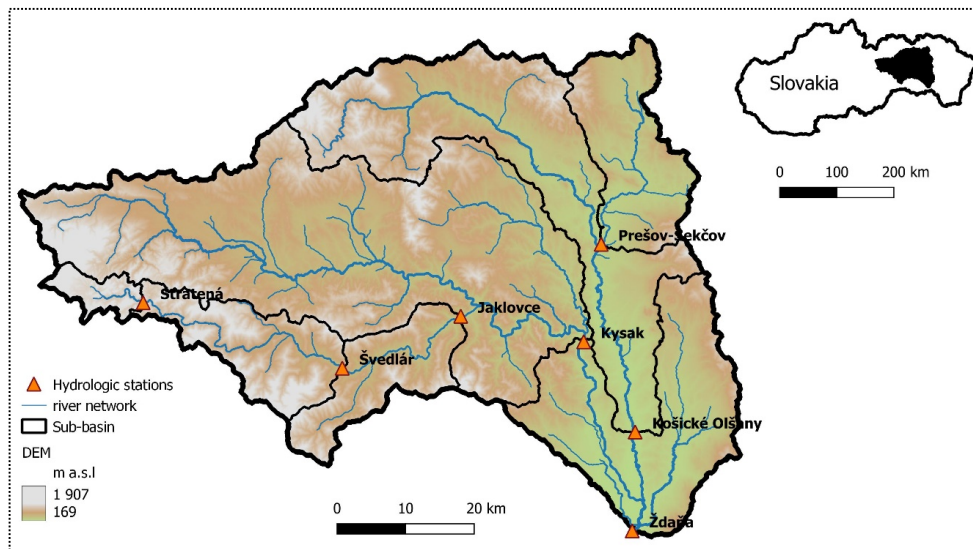 Slovakia
0 100 200 km
Prešov-Sekčov
Stratená
Jaklovce
Kysak
Švedlár
Hydrologic stations
river network
Sub-basin
DEM
m a.s.l
1 907
169
Košické Olšany
0 10 20 km
Ždaňa